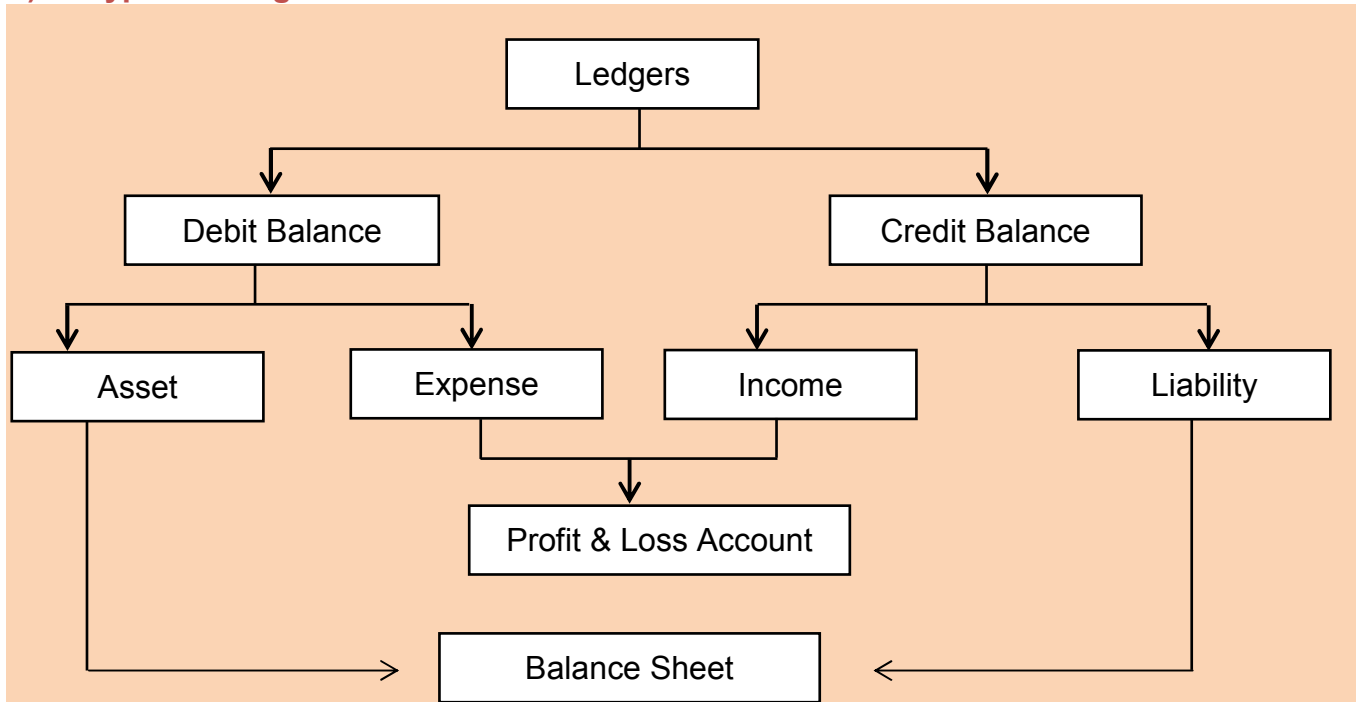 Ledgers
Debit Balance
Credit Balance
Asset
Expense
Income
Liability
Profit & Loss Account
Balance Sheet